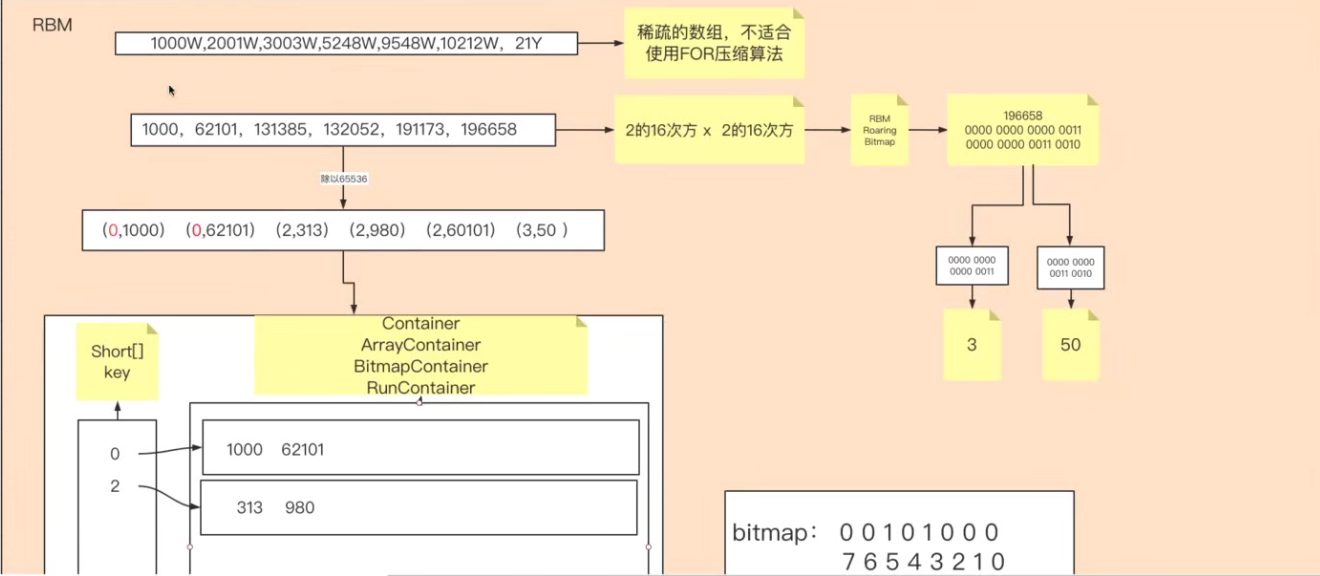 RBM
1000W,2001W,3003W,5248W,9548W,10212W，21Y
稀疏的数组，不适合
使用FOR压缩算法
1000，62101，131385，132052，191173，196658
2的16次方 x 2的16次方
RBM
Roaring
Bitmap
196658
0000 0000 0000 0011
0000 0000 0011 0010
除以65536
（0,1000）（0,62101）（2,313）（2,980）（2,60101）（3,50 ）
0000 0000
0000 0011
0000 0000
0011 0010
3
50
Short[]
key
Container
ArrayContainer
BitmapContainer
RunContainer
0
1000 62101
2
313 980
bitmap： 0 0 1 0 1 0 0 0
7 6 5 4 3 2 1 0